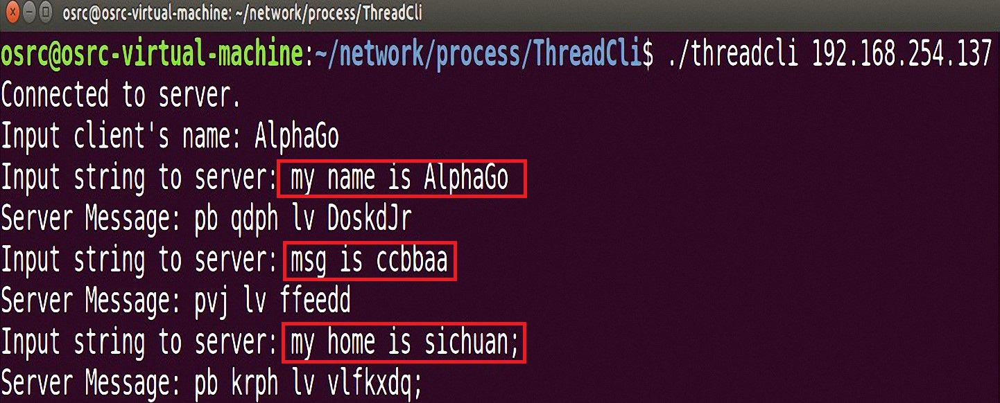 osrc@osrc-virtual-machine: ~/network/process/ThreadCli
osrc@osrc-virtual-machine:~/network/process/ThreadCli$ ./threadcli 192.168.254.137
Connected to server.
Input client's name: AlphaGo
Input string to server: my name is AlphaGo
Server Message: pb qdph lv DoskdJr
Input string to server: msg is ccbbaa
Server Message: pvj lv ffeedd
Input string to server: my home is sichuan;
Server Message: pb krph lv vlfkxdq;